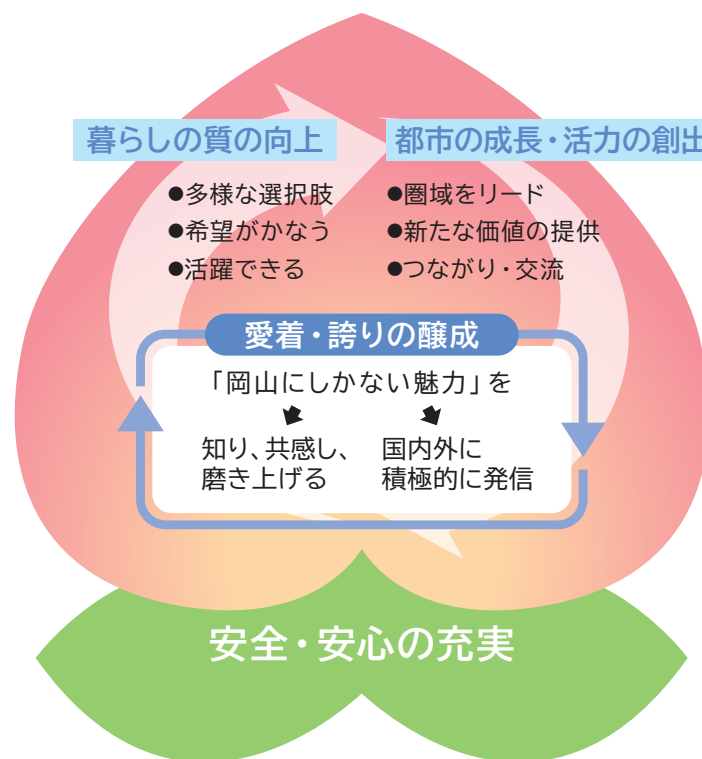 暮らしの質の向上
●多様な選択肢
●希望がかなう
●活躍できる
都市の成長・活力の創出
●圏域をリード
●新たな価値の提供
●つながり・交流
愛着・誇りの醸成
「岡山にしかない魅力」を
知り、共感し、
磨き上げる
国内外に
積極的に発信
安全・安心の充実